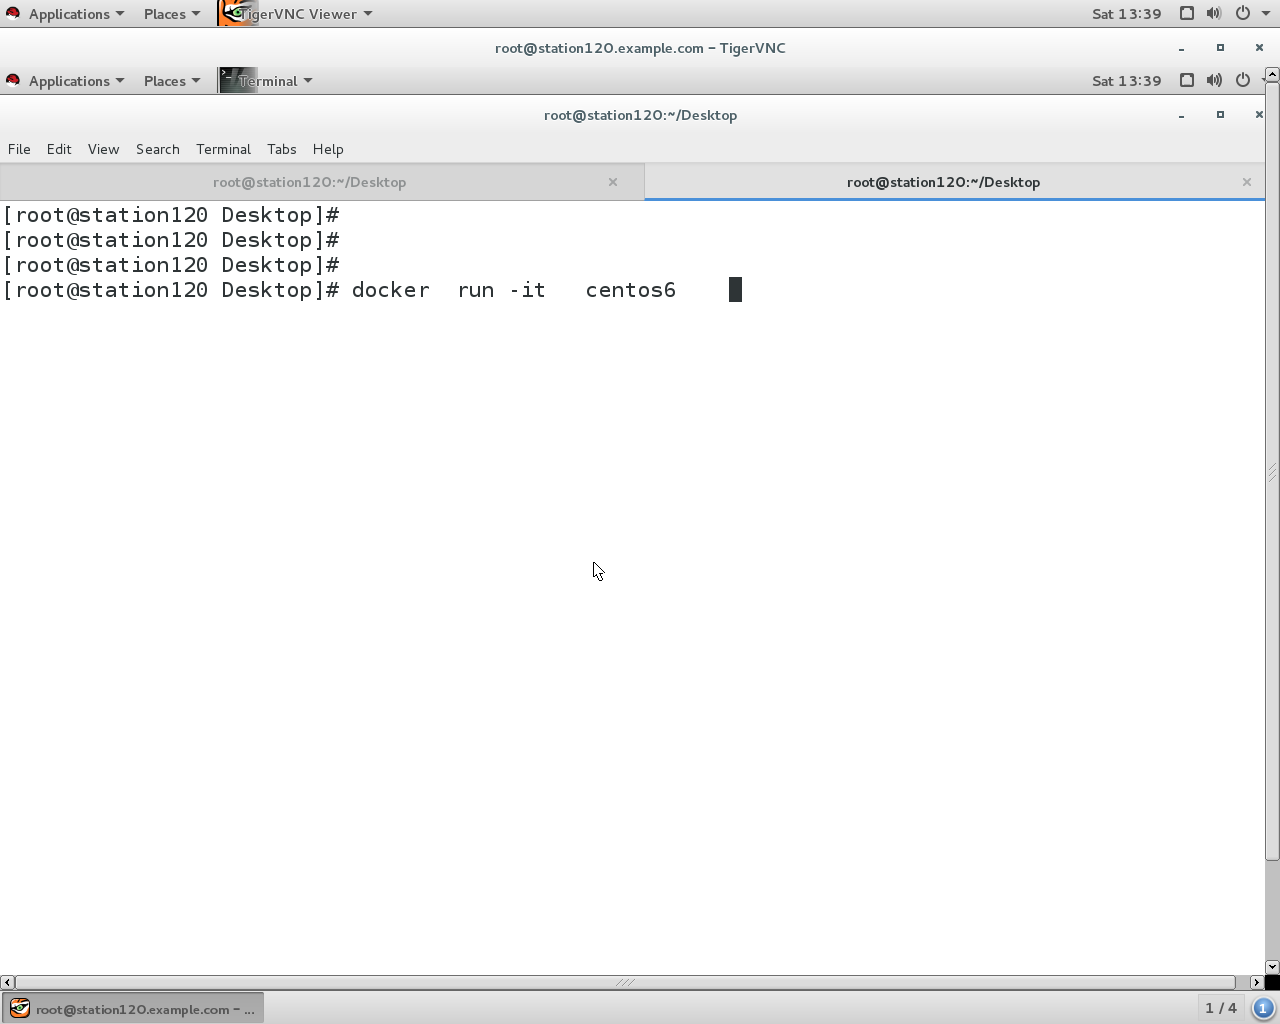 Applications Places TigerVNC Viewer Sat 13:39
root@station120.example.com - TigerVNC
Applications Places Terminal Sat 13:39
root@station120:~/Desktop
File Edit View Search Terminal Tabs Help
root@station120:~/Desktop root@station120:~/Desktop
[root@station120 Desktop]#
[root@station120 Desktop]#
[root@station120 Desktop]#
[root@station120 Desktop]# docker  run -it   centos6
root@station120.example.com - ... 1 / 4 1